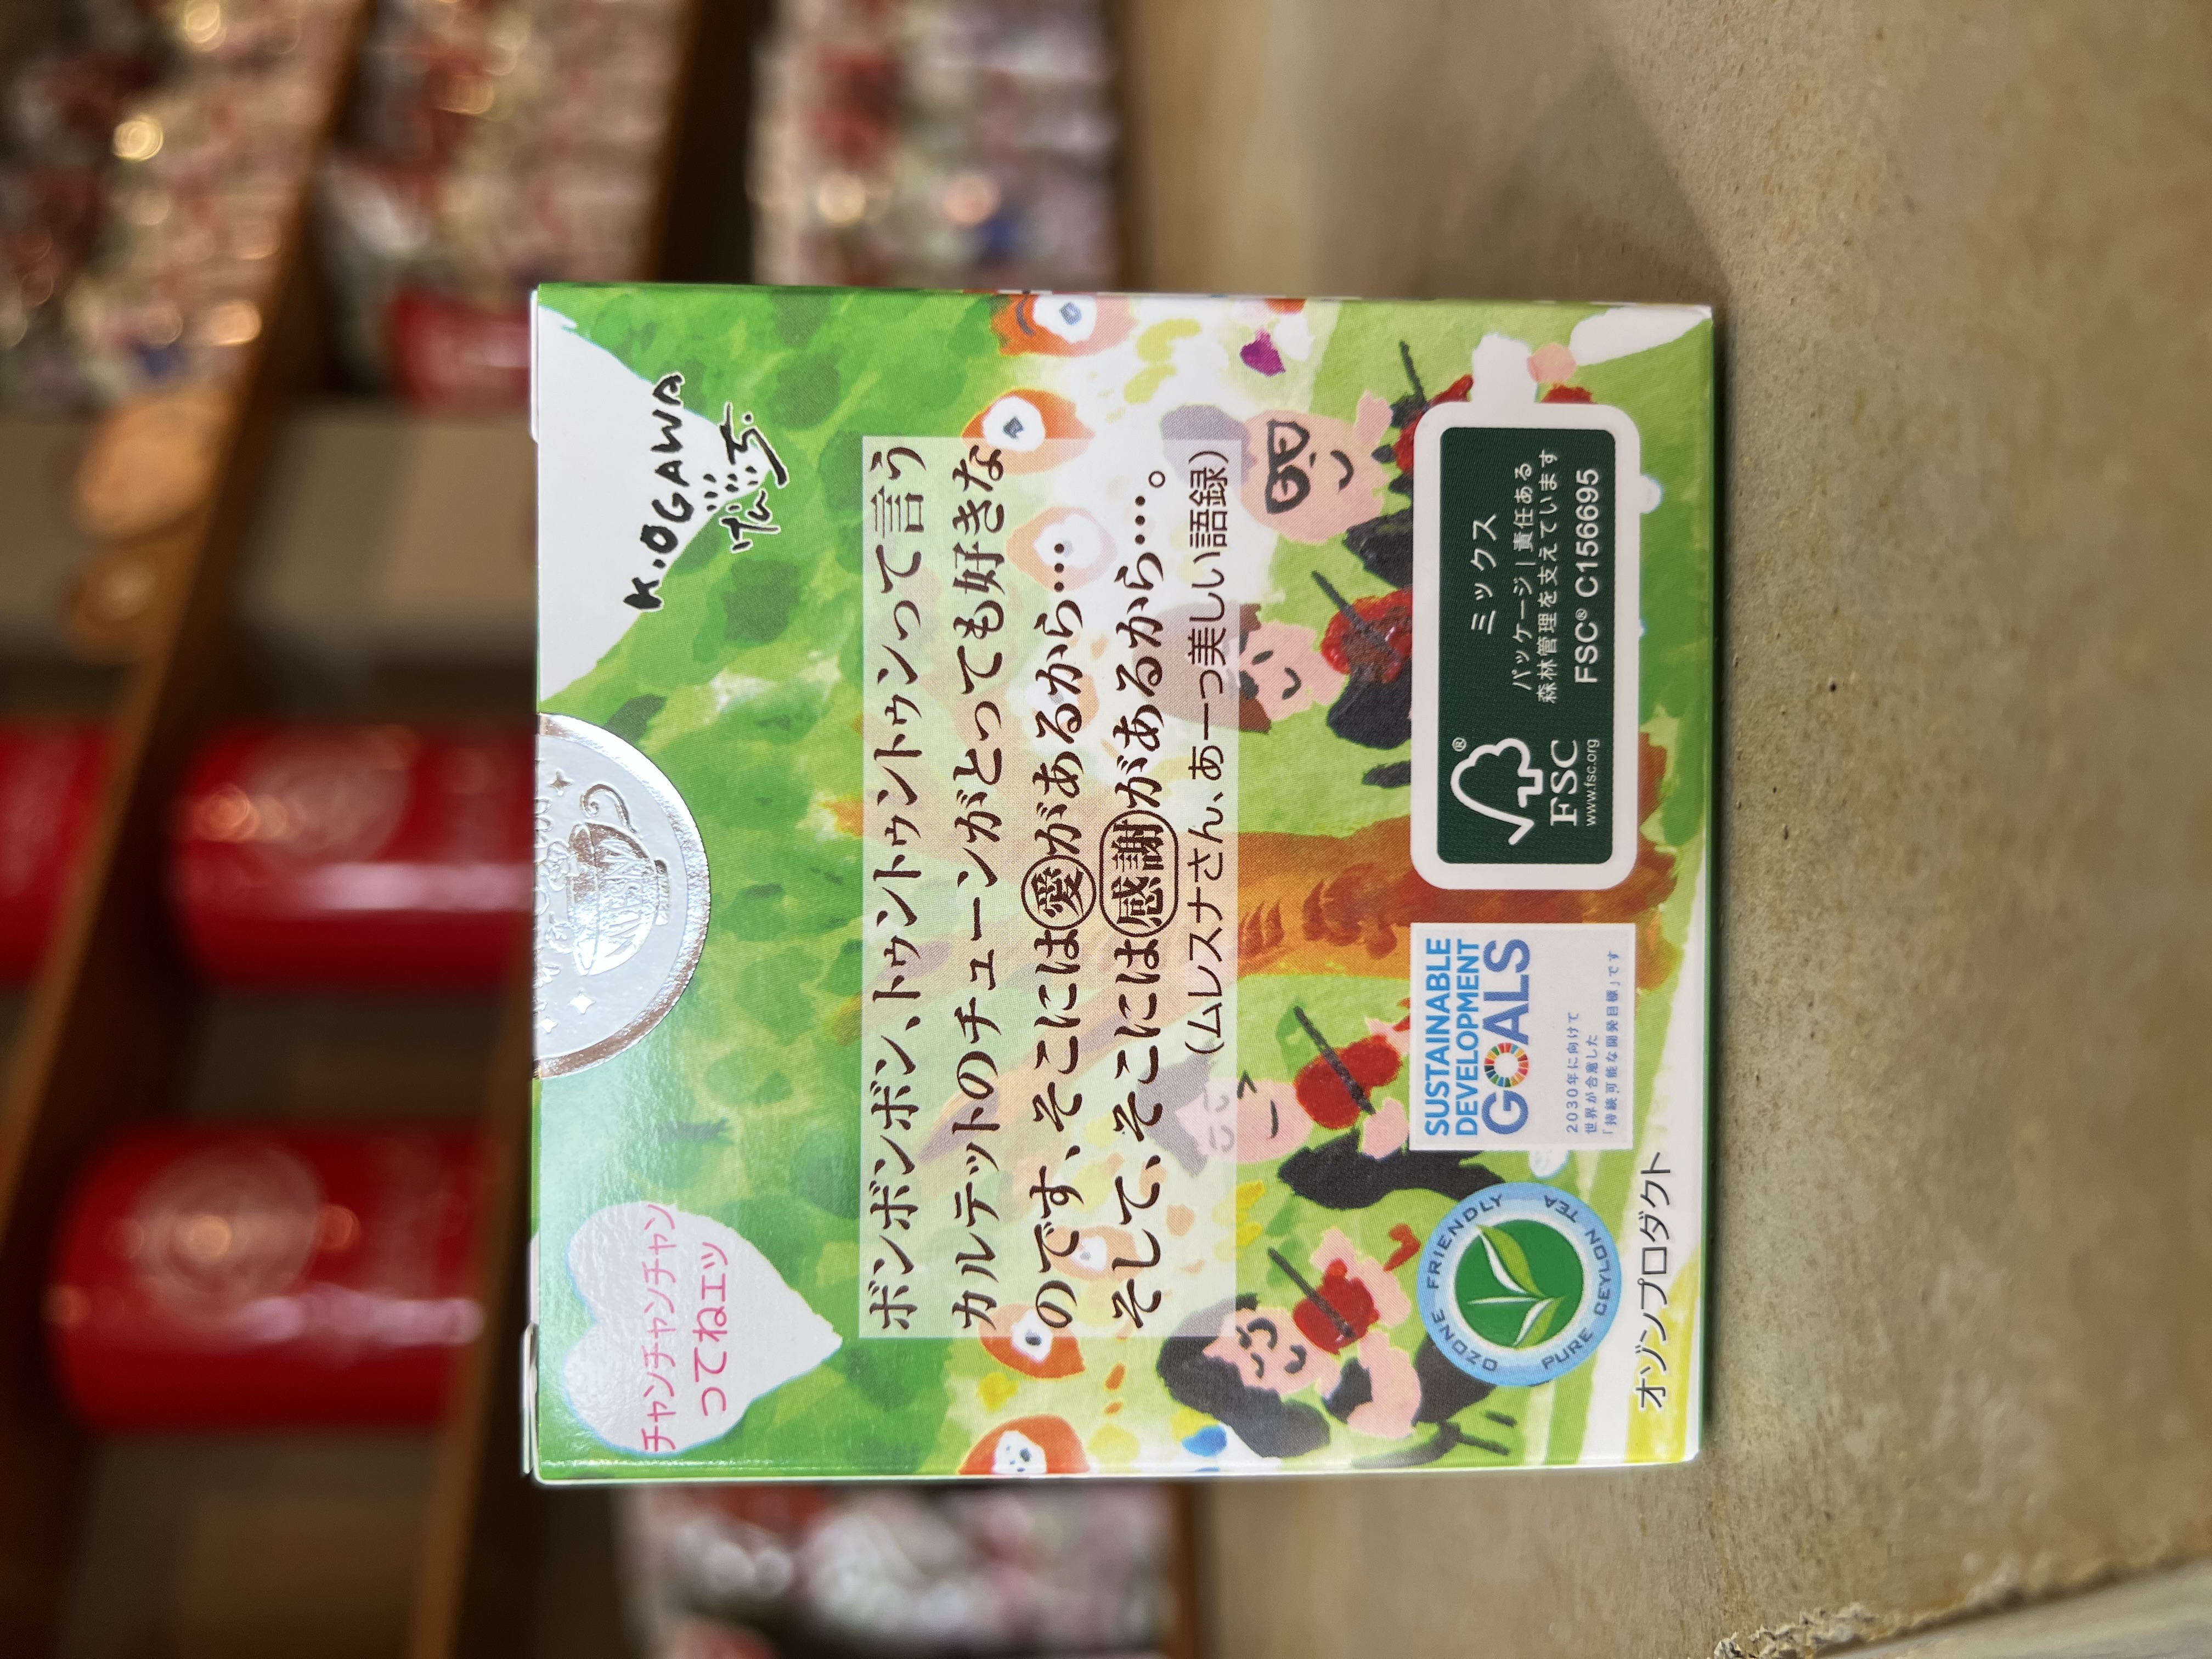 チャンチャンチャン
ってねエッ
K.OGAWA
けんいち.
ボンボンボン、トゥントゥントゥンって言う
カルテットのチューンがとっても好きな
のです、そこには愛があるから…
そして、そこには感謝があるから……。
（ムレスナさん、あーっ美しい語録）
OZONE FRIENDLY
PURE CEYLON TEA
オゾンプロダクト
SUSTAINABLE
DEVELOPMENT
GOALS
2030年に向けて
世界が合意した
「持続可能な開発目標」です
FSC®
www.fsc.org
ミックス
パッケージ｜責任ある
森林管理を支えています
FSC® C156695